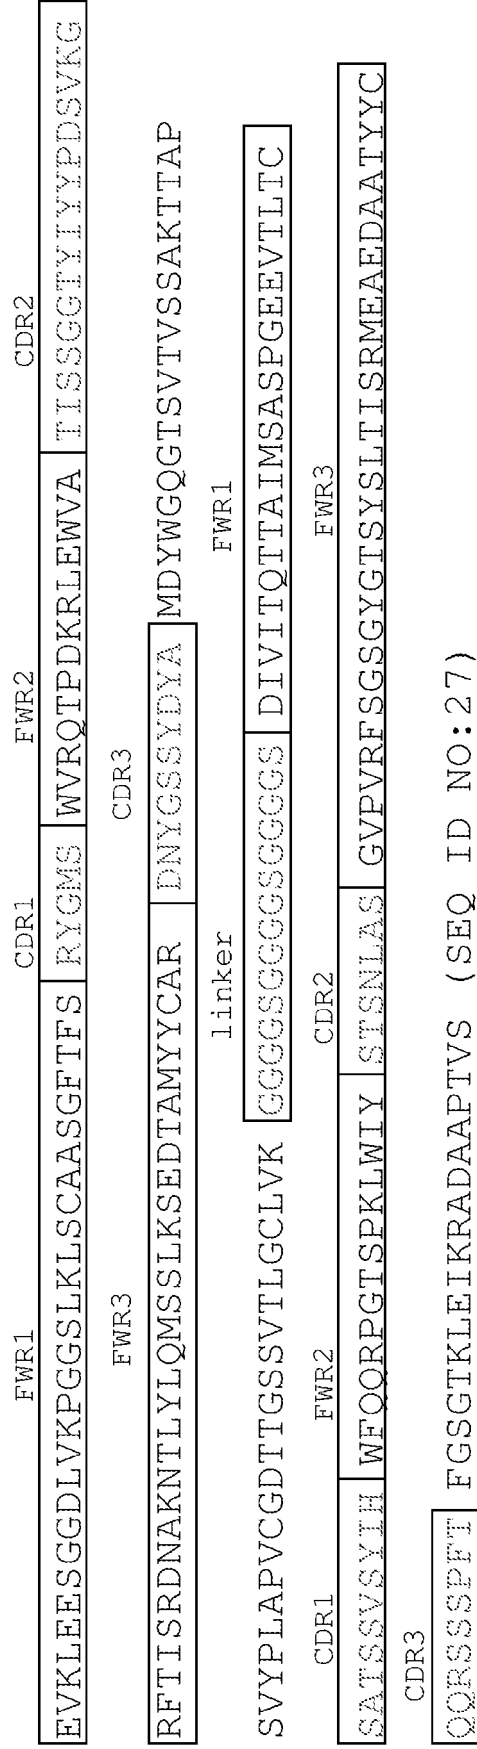 FWR1 CDR1 FWR2 CDR2
EVKLEESGGDLVKPGGSLKLSCAASGFTFS RYGMS WVRQTPDKRLEWVA TISSGGTYIYYPDSVKG
FWR3 CDR3
RFTISRDNAKNTLYLQMSSLKSEDTAMYYCAR DNYGSSYDYA MDYWGQGTSVTVSSAKTTAP
linker FWR1
SVYPLAPVCGDTTGSSVTLGCLVK GGGGSGGGGSGGGGS DIVITQTTAIMSASPGEEVTLTC
CDR1 FWR2 CDR2 FWR3
SATSSVSYIH WFQQRPGTSPKLWIY STSNLAS GVPVRFSGSGYGTSYSLTISRMEAEDAATYYC
CDR3
QQRSSSPFT FGSGTKLEIKRADAAPTVS (SEQ ID NO:27)